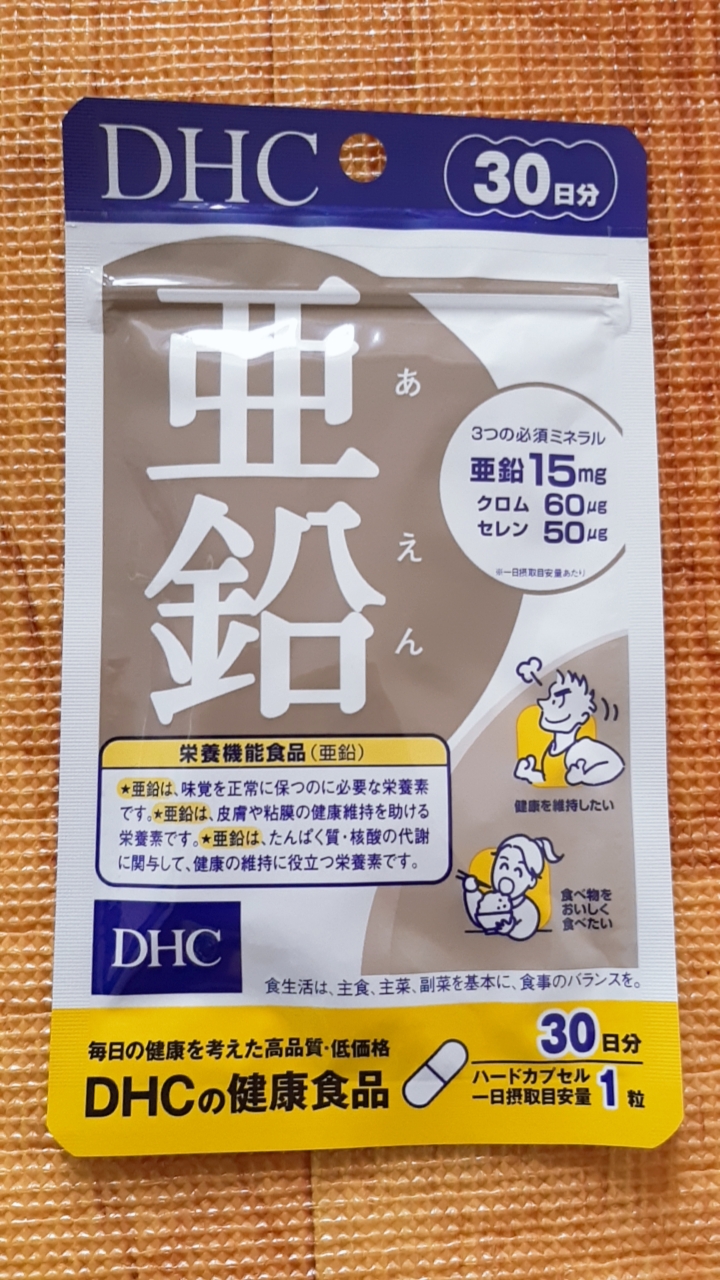 DHC
30日分
亜鉛
あえん
3つの必須ミネラル
亜鉛15mg
クロム 60μg
セレン 50μg
※一日摂取目安量あたり
栄養機能食品(亜鉛)
★亜鉛は、味覚を正常に保つのに必要な栄養素
です。★亜鉛は、皮膚や粘膜の健康維持を助ける
栄養素です。★亜鉛は、たんぱく質・核酸の代謝
に関与して、健康の維持に役立つ栄養素です。
健康を維持したい
食べ物を
おいしく
食べたい
DHC
食生活は、主食、主菜、副菜を基本に、食事のバランスを。
毎日の健康を考えた高品質・低価格
DHCの健康食品
30日分
ハードカプセル
一日摂取目安量 1粒